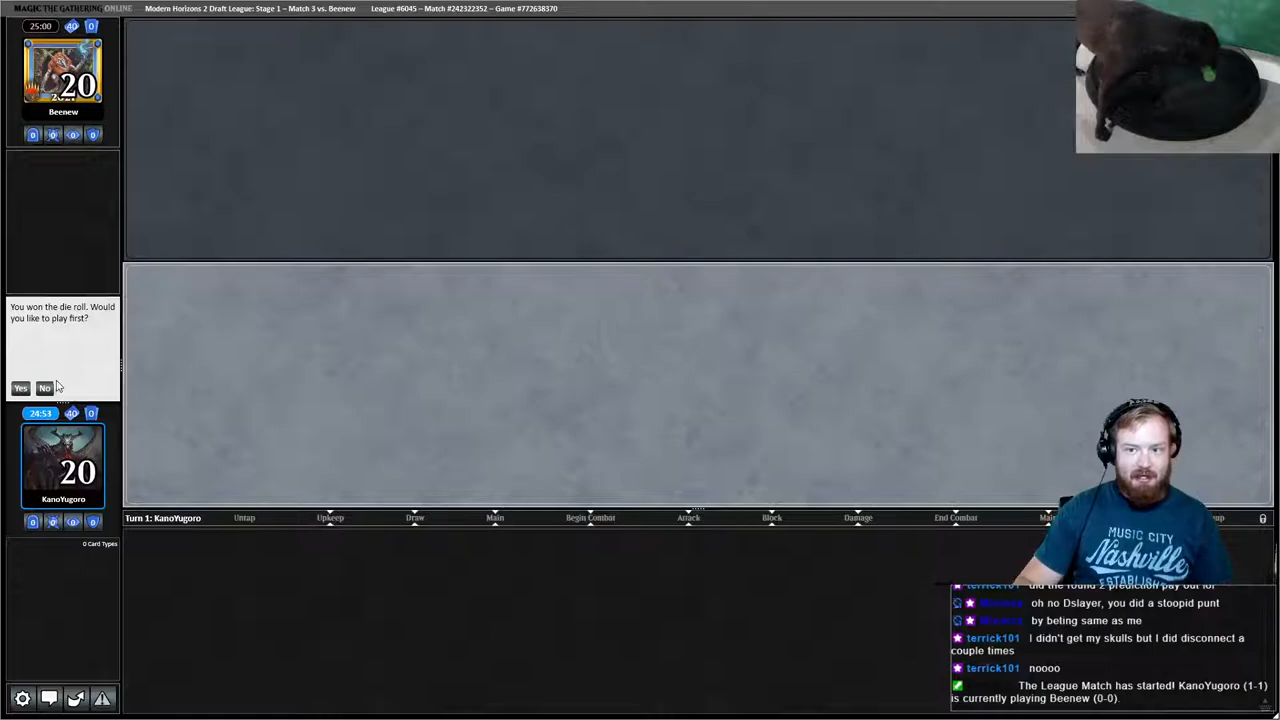 MAGIC THE GATHERING ONLINE Modern Horizons 2 Draft League: Stage 1 – Match 3 vs. Beenew League #6045 – Match #242322352 – Game #772638370
25:00 40 0
20
Beenew
0 0 0 0
You won the die roll. Would
you like to play first?
Yes No
24:53 40 0
20
KanoYugoro
0 0 0 0
Turn 1: KanoYugoro Untap Upkeep Draw Main Begin Combat Attack Block Damage End Combat
0 Card Types
MUSIC CITY
Nashville
oh no Dslayer, you did a stoopid punt
by beting same as me
terrick101 I didn't get my skulls but I did disconnect a
couple times
terrick101 noooo
The League Match has started! KanoYugoro (1-1)
is currently playing Beenew (0-0).